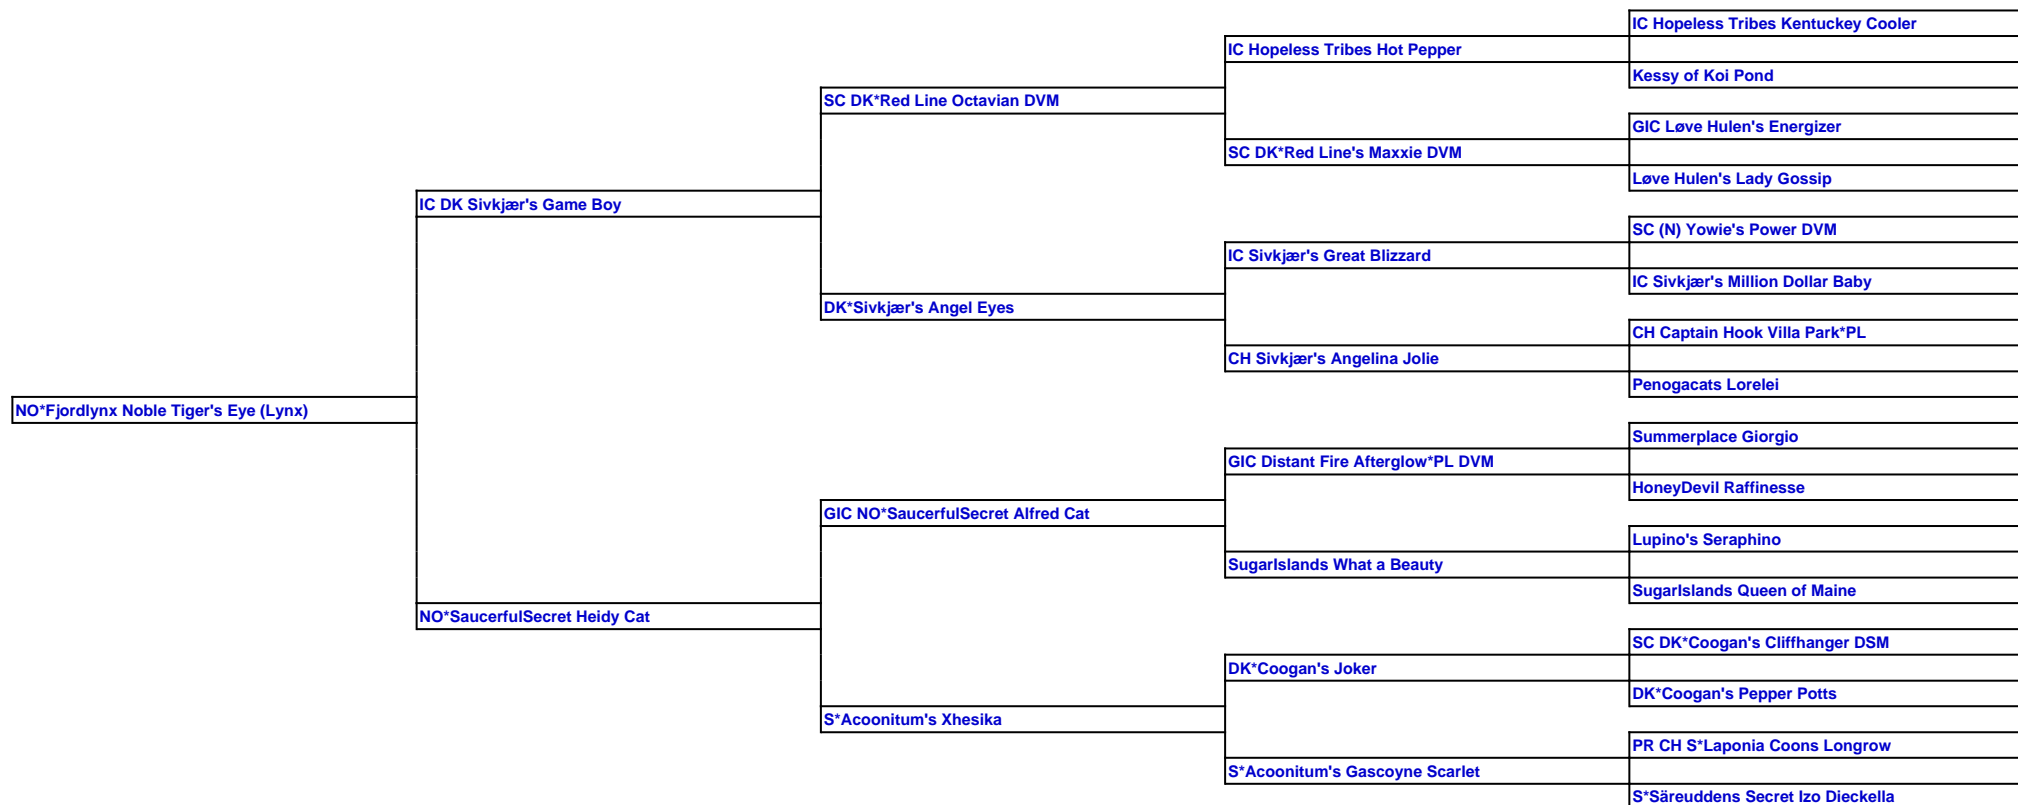 IC Hopeless Tribes Kentuckey Cooler
IC Hopeless Tribes Hot Pepper
Kessy of Koi Pond
SC DK*Red Line Octavian DVM
GIC Løve Hulen's Energizer
SC DK*Red Line's Maxxie DVM
Løve Hulen's Lady Gossip
IC DK Sivkjær's Game Boy
SC (N) Yowie's Power DVM
IC Sivkjær's Great Blizzard
IC Sivkjær's Million Dollar Baby
DK*Sivkjær's Angel Eyes
CH Captain Hook Villa Park*PL
CH Sivkjær's Angelina Jolie
Penogacats Lorelei
NO*Fjordlynx Noble Tiger's Eye (Lynx)
Summerplace Giorgio
GIC Distant Fire Afterglow*PL DVM
HoneyDevil Raffinesse
GIC NO*SaucerfulSecret Alfred Cat
Lupino's Seraphino
SugarIslands What a Beauty
SugarIslands Queen of Maine
NO*SaucerfulSecret Heidy Cat
SC DK*Coogan's Cliffhanger DSM
DK*Coogan's Joker
DK*Coogan's Pepper Potts
S*Acoonitum's Xhesika
PR CH S*Laponia Coons Longrow
S*Acoonitum's Gascoyne Scarlet
S*Säreuddens Secret Izo Dieckella